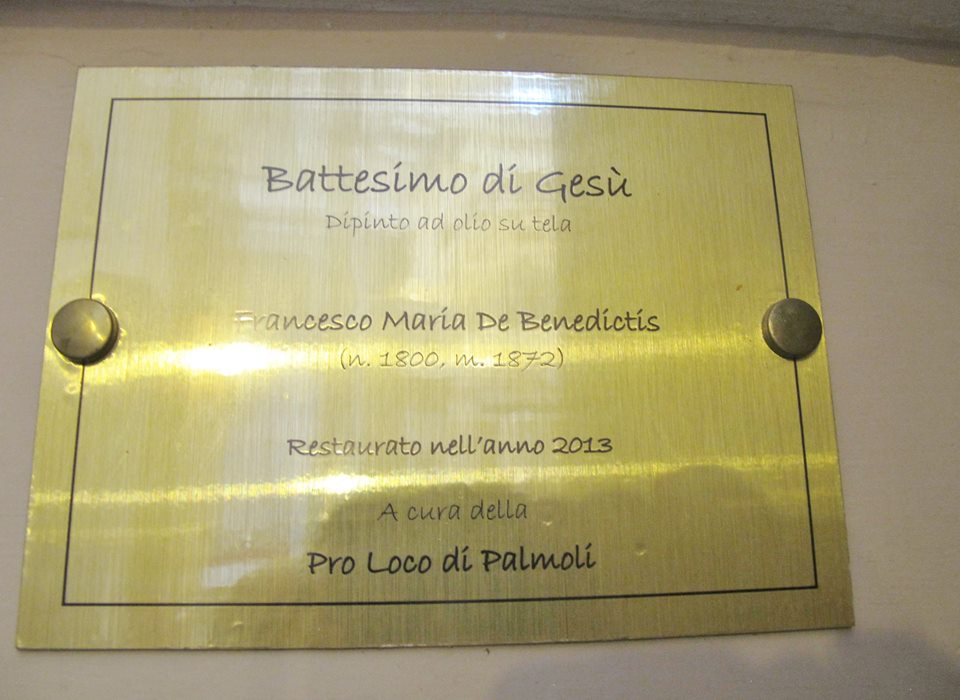 Battesimo di Gesù
Dipinto ad olio su tela
Francesco Maria De Benedictis
(n. 1800, m. 1872)
Restaurato nell'anno 2013
A cura della
Pro Loco di Palmoli